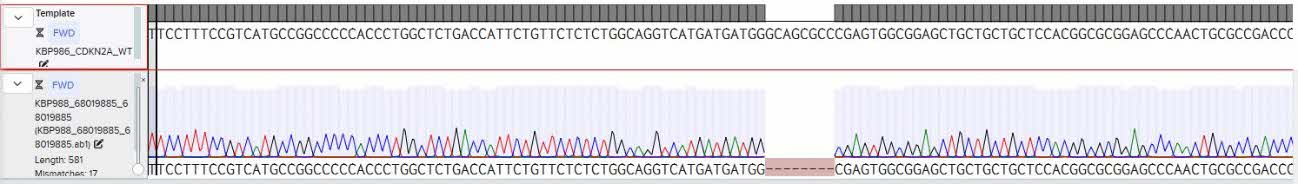 Template
FWD
KBP986_CDKN2A_WT
TTCCTTTCCGTCATGCCGGCCCCCACCCTGGCTCTGACCATTCTGTTCTCTCTGGCAGGTCATGATGATGGGCAGCGCCCGAGTGGCGGAGCTGCTGCTGCTCCACGGCGCGGAGCCCAACTGCGCCGACCC
FWD
KBP988_68019885_6
8019885
(KBP988_68019885_6
8019885.ab1)
Length: 581
Mismatches: 17
TTCCTTTCCGTCATGCCGGCCCCCACCCTGGCTCTGACCATTCTGTTCTCTCTGGCAGGTCATGATGATGG--------CGAGTGGCGGAGCTGCTGCTGCTCCACGGCGCGGAGCCCAACTGCGCCGACCC